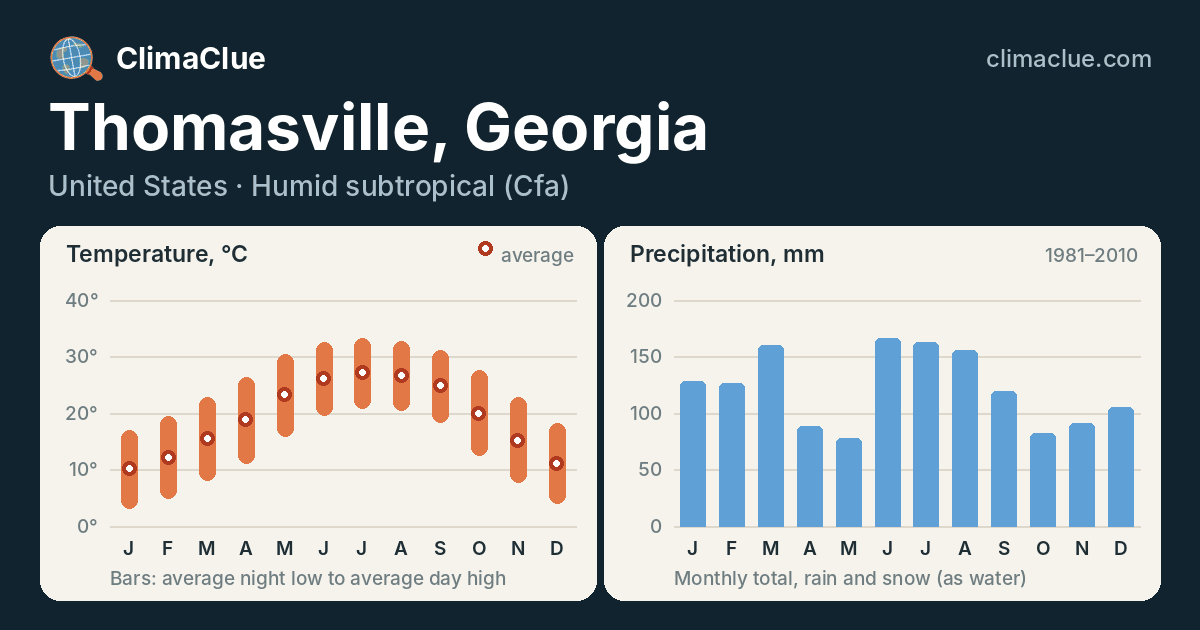 ClimaClue
climaclue.com
Thomasville, Georgia
United States · Humid subtropical (Cfa)
Temperature, °C
average
40°
30°
20°
10°
0°
J F M A M J J A S O N D
Bars: average night low to average day high
Precipitation, mm
1981–2010
200
150
100
50
0
J F M A M J J A S O N D
Monthly total, rain and snow (as water)